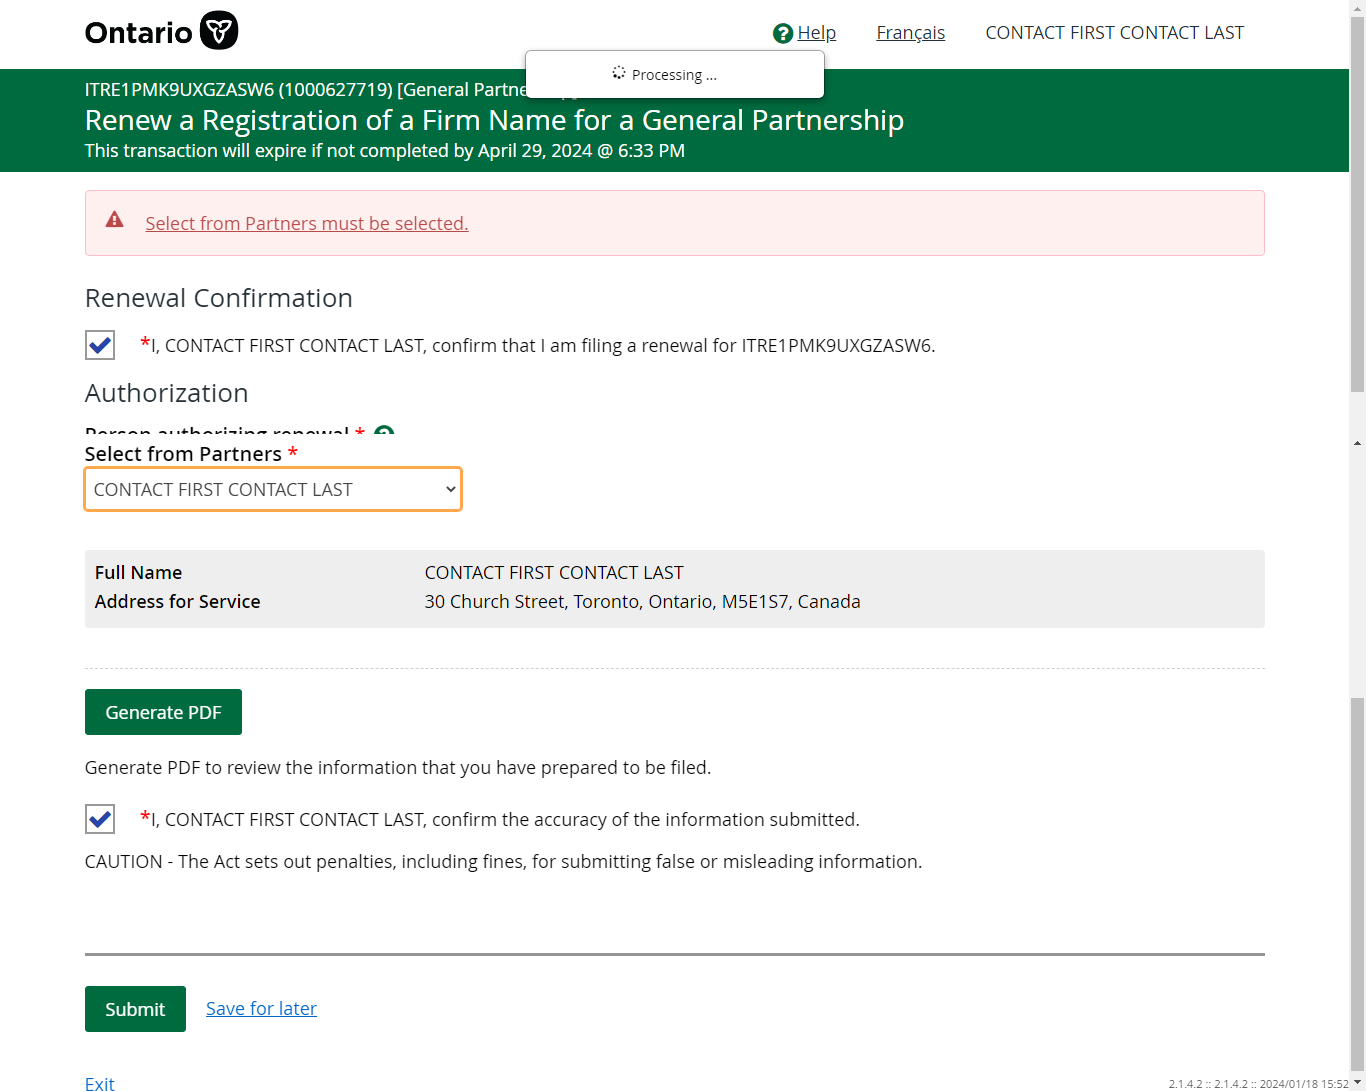 Ontario
Help
Français
CONTACT FIRST CONTACT LAST
Processing ...
ITRE1PMK9UXGZASW6 (1000627719) [General Partne
Renew a Registration of a Firm Name for a General Partnership
This transaction will expire if not completed by April 29, 2024 @ 6:33 PM
Select from Partners must be selected.
Renewal Confirmation
*I, CONTACT FIRST CONTACT LAST, confirm that I am filing a renewal for ITRE1PMK9UXGZASW6.
Authorization
Person authorizing renewal *
Select from Partners *
CONTACT FIRST CONTACT LAST
Full Name CONTACT FIRST CONTACT LAST
Address for Service 30 Church Street, Toronto, Ontario, M5E1S7, Canada
Generate PDF
Generate PDF to review the information that you have prepared to be filed.
*I, CONTACT FIRST CONTACT LAST, confirm the accuracy of the information submitted.
CAUTION - The Act sets out penalties, including fines, for submitting false or misleading information.
Submit
Save for later
Exit
2.1.4.2 :: 2.1.4.2 :: 2024/01/18 15:52